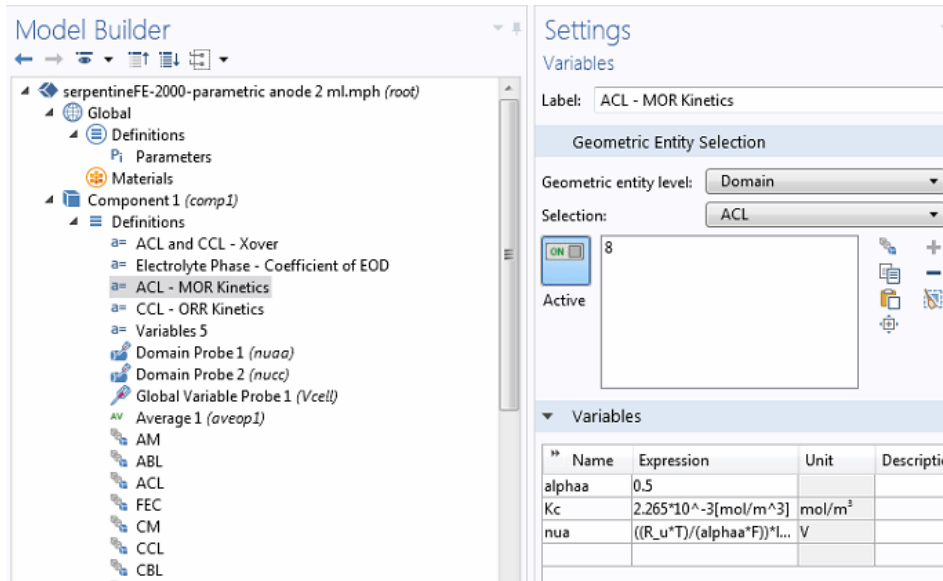 Model Builder
serpentineFE-2000-parametric anode 2 ml.mph (root)
Global
Definitions
Pi Parameters
Materials
Component 1 (comp1)
Definitions
a= ACL and CCL - Xover
a= Electrolyte Phase - Coefficient of EOD
a= ACL - MOR Kinetics
a= CCL - ORR Kinetics
a= Variables 5
Domain Probe 1 (nuaa)
Domain Probe 2 (nucc)
Global Variable Probe 1 (Vcell)
AV Average 1 (aveop1)
AM
ABL
ACL
FEC
CM
CCL
CBL
Settings
Variables
Label: ACL - MOR Kinetics
Geometric Entity Selection
Geometric entity level: Domain
Selection: ACL
ON 8
Active
Variables
Name Expression Unit Descripti
alphaa 0.5
Kc 2.265*10^-3[mol/m^3] mol/m³
nua ((R_u*T)/(alphaa*F))*l... V